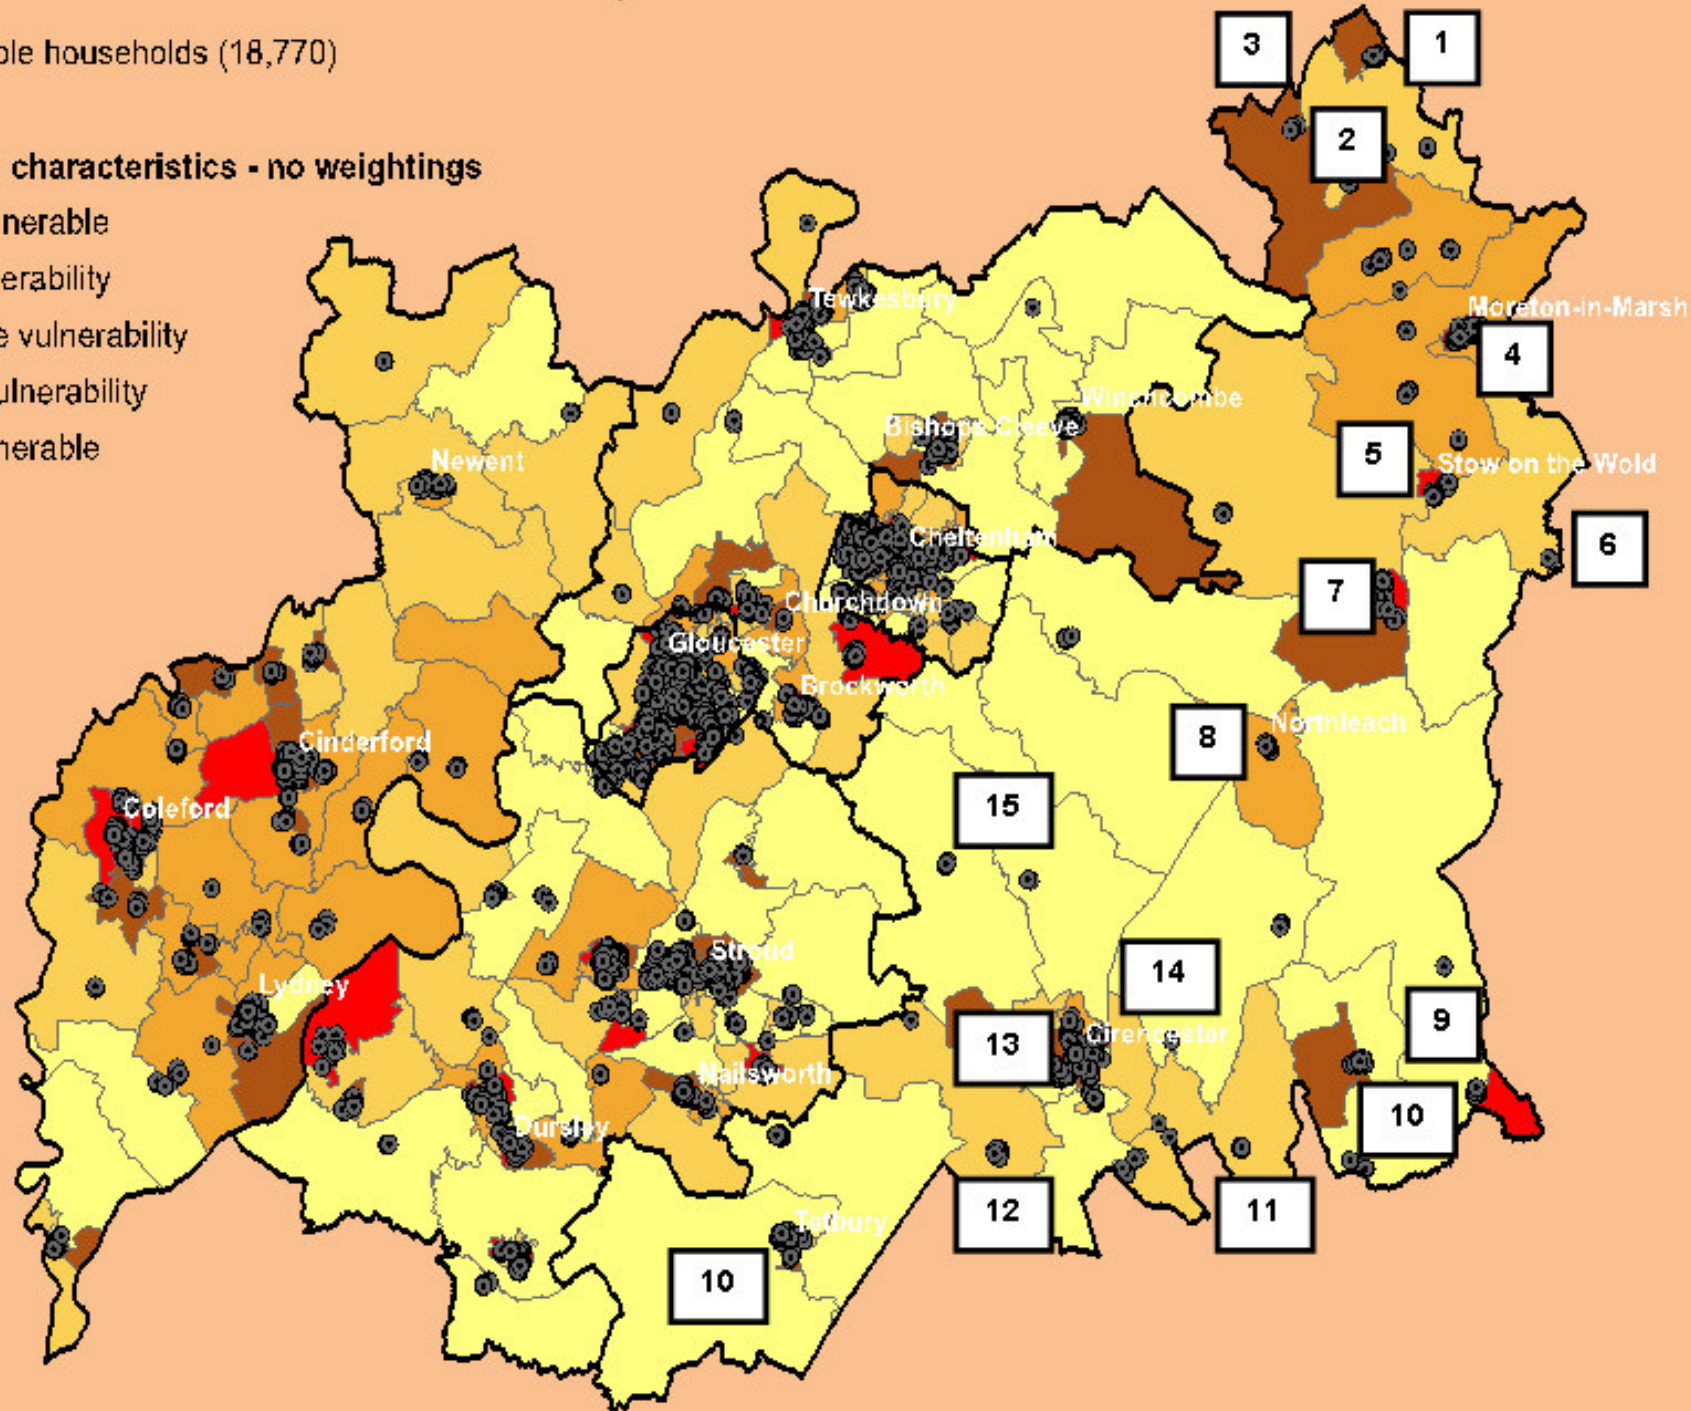 ble households (18,770)
characteristics - no weightings
nerable
erability
e vulnerability
ulnerability
nerable
3
1
2
Tewkesbury
Moreton-in-Marsh
4
Winchcombe
Bishops Cleeve
Newent
5
Stow on the Wold
Cheltenham
6
7
Churchdown
Gloucester
Brockworth
Northleach
8
Cinderford
15
Coleford
Stroud
14
Lydney
9
Cirencester
13
Nailsworth
10
Dursley
12
11
Tetbury
10